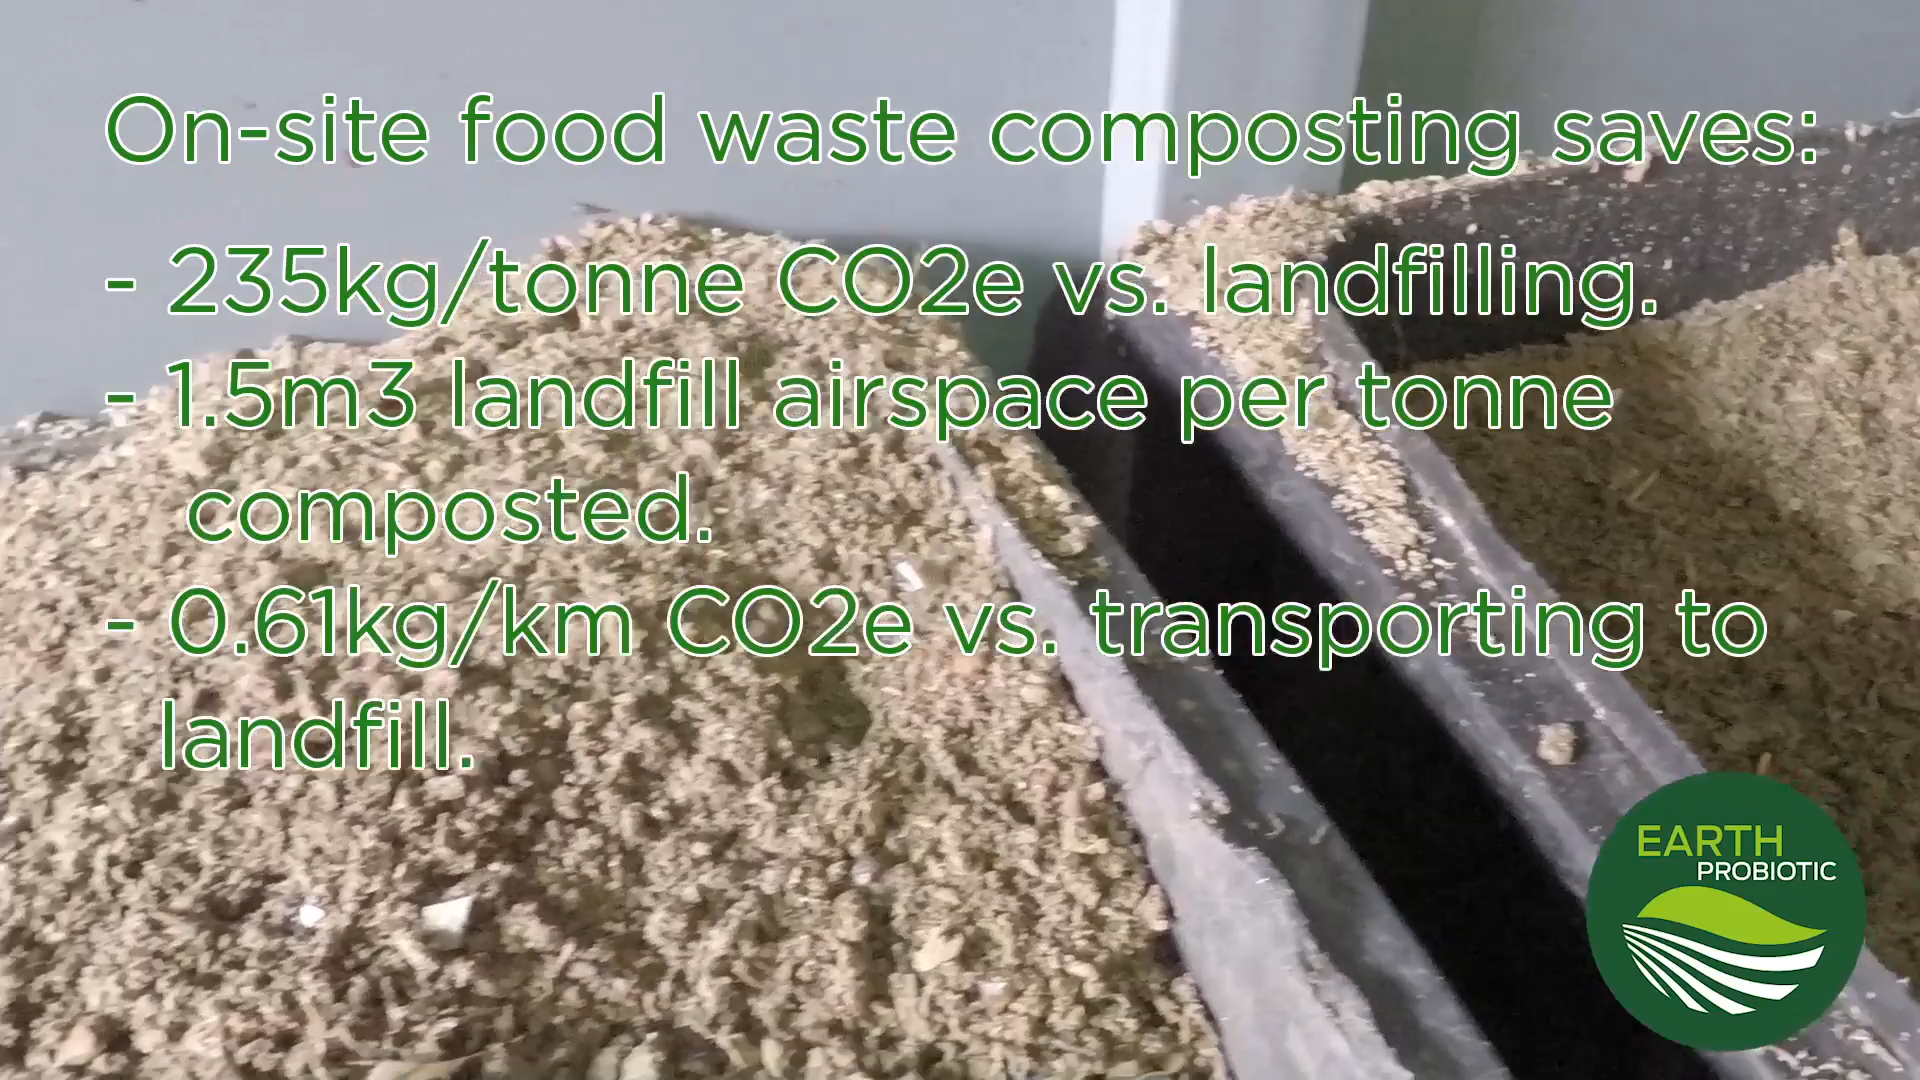 On-site food waste composting saves:
- 235kg/tonne CO2e vs. landfilling.
- 1.5m3 landfill airspace per tonne
composted.
- 0.61kg/km CO2e vs. transporting to
landfill.
EARTH
PROBIOTIC